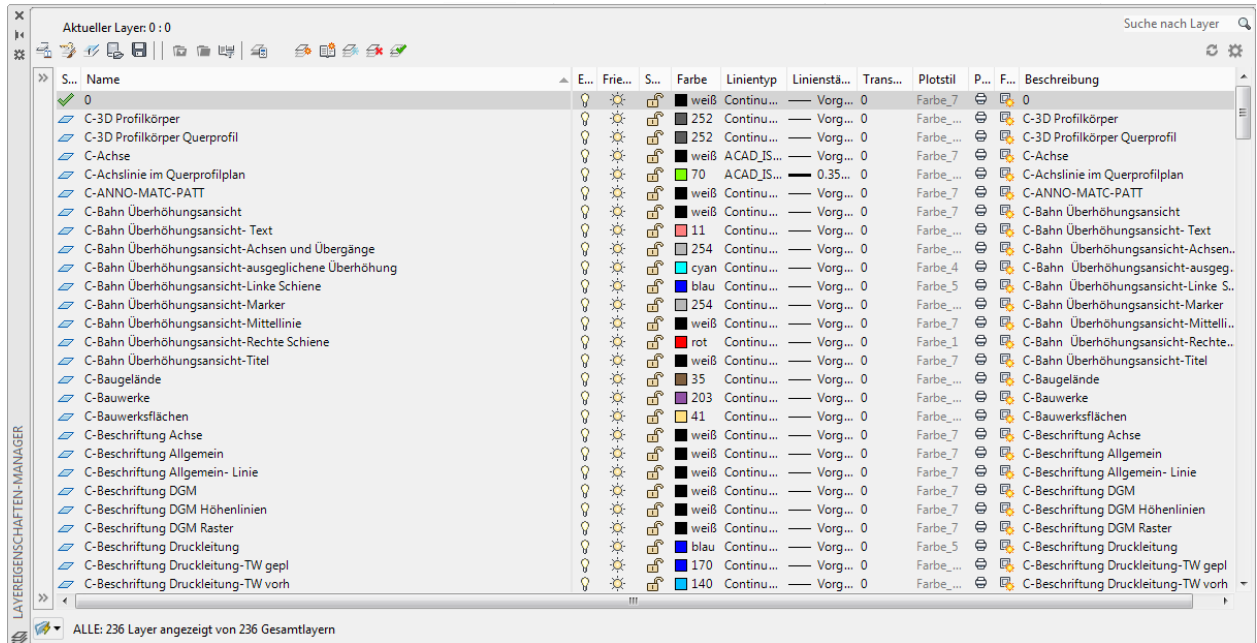 Aktueller Layer: 0 : 0
Suche nach Layer
S... Name E... Frie... S... Farbe Linientyp Linienstä... Trans... Plotstil P... F... Beschreibung
0 weiß Continu... Vorg... 0 Farbe_7 0
C-3D Profilkörper 252 Continu... Vorg... 0 Farbe_... C-3D Profilkörper
C-3D Profilkörper Querprofil 252 Continu... Vorg... 0 Farbe_... C-3D Profilkörper Querprofil
C-Achse weiß ACAD_IS... Vorg... 0 Farbe_7 C-Achse
C-Achslinie im Querprofilplan 70 ACAD_IS... 0.35... 0 Farbe_... C-Achslinie im Querprofilplan
C-ANNO-MATC-PATT weiß Continu... Vorg... 0 Farbe_7 C-ANNO-MATC-PATT
C-Bahn Überhöhungsansicht weiß Continu... Vorg... 0 Farbe_7 C-Bahn Überhöhungsansicht
C-Bahn Überhöhungsansicht- Text 11 Continu... Vorg... 0 Farbe_... C-Bahn Überhöhungsansicht- Text
C-Bahn Überhöhungsansicht-Achsen und Übergänge 254 Continu... Vorg... 0 Farbe_... C-Bahn Überhöhungsansicht-Achsen...
C-Bahn Überhöhungsansicht-ausgeglichene Überhöhung cyan Continu... Vorg... 0 Farbe_4 C-Bahn Überhöhungsansicht-ausgeg...
C-Bahn Überhöhungsansicht-Linke Schiene blau Continu... Vorg... 0 Farbe_5 C-Bahn Überhöhungsansicht-Linke S...
C-Bahn Überhöhungsansicht-Marker 254 Continu... Vorg... 0 Farbe_... C-Bahn Überhöhungsansicht-Marker
C-Bahn Überhöhungsansicht-Mittellinie weiß Continu... Vorg... 0 Farbe_7 C-Bahn Überhöhungsansicht-Mittelli...
C-Bahn Überhöhungsansicht-Rechte Schiene rot Continu... Vorg... 0 Farbe_1 C-Bahn Überhöhungsansicht-Rechte...
C-Bahn Überhöhungsansicht-Titel weiß Continu... Vorg... 0 Farbe_7 C-Bahn Überhöhungsansicht-Titel
C-Baugelände 35 Continu... Vorg... 0 Farbe_... C-Baugelände
C-Bauwerke 203 Continu... Vorg... 0 Farbe_... C-Bauwerke
C-Bauwerksflächen 41 Continu... Vorg... 0 Farbe_... C-Bauwerksflächen
C-Beschriftung Achse weiß Continu... Vorg... 0 Farbe_7 C-Beschriftung Achse
C-Beschriftung Allgemein weiß Continu... Vorg... 0 Farbe_7 C-Beschriftung Allgemein
C-Beschriftung Allgemein- Linie weiß Continu... Vorg... 0 Farbe_7 C-Beschriftung Allgemein- Linie
C-Beschriftung DGM weiß Continu... Vorg... 0 Farbe_7 C-Beschriftung DGM
C-Beschriftung DGM Höhenlinien weiß Continu... Vorg... 0 Farbe_7 C-Beschriftung DGM Höhenlinien
C-Beschriftung DGM Raster weiß Continu... Vorg... 0 Farbe_7 C-Beschriftung DGM Raster
C-Beschriftung Druckleitung blau Continu... Vorg... 0 Farbe_5 C-Beschriftung Druckleitung
C-Beschriftung Druckleitung-TW gepl 170 Continu... Vorg... 0 Farbe_... C-Beschriftung Druckleitung-TW gepl
C-Beschriftung Druckleitung-TW vorh 140 Continu... Vorg... 0 Farbe_... C-Beschriftung Druckleitung-TW vorh
LAYEREIGENSCHAFTEN-MANAGER
ALLE: 236 Layer angezeigt von 236 Gesamtlayern